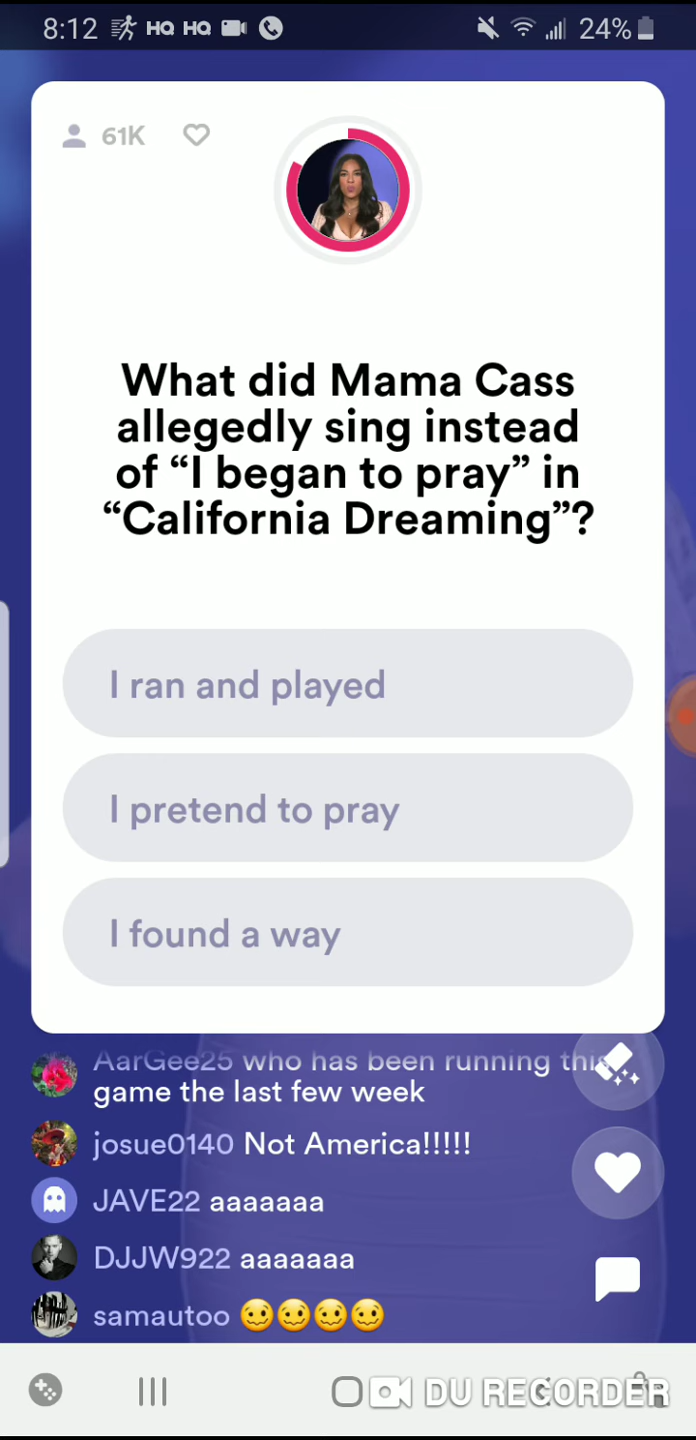 8:12 HQ HQ 24%
61K
What did Mama Cass
allegedly sing instead
of “I began to pray” in
“California Dreaming”?
I ran and played
I pretend to pray
I found a way
AarGee25 who has been running this
game the last few week
josue0140 Not America!!!!!
JAVE22 aaaaaaa
DJJW922 aaaaaaa
samautoo 🥴🥴🥴🥴
DU RECORDER